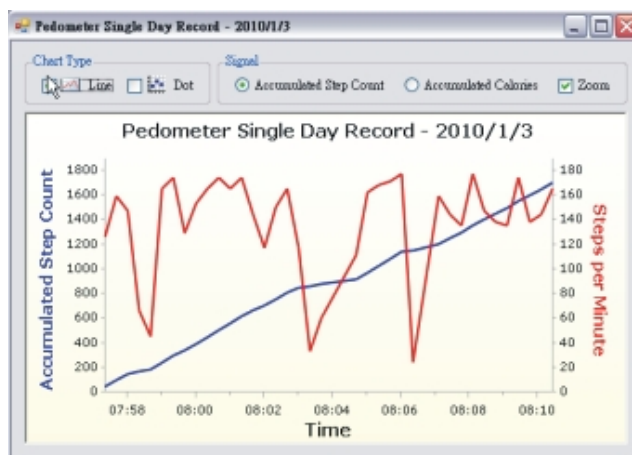 Pedometer Single Day Record - 2010/1/3
Chart Type
Line
Dot
Signal
Accumulated Step Count
Accumulated Calories
Zoom
Pedometer Single Day Record - 2010/1/3
Accumulated Step Count
1800
1600
1400
1200
1000
800
600
400
200
0
180
160
140
120
100
80
60
40
20
0
Steps per Minute
07:58 08:00 08:02 08:04 08:06 08:08 08:10
Time